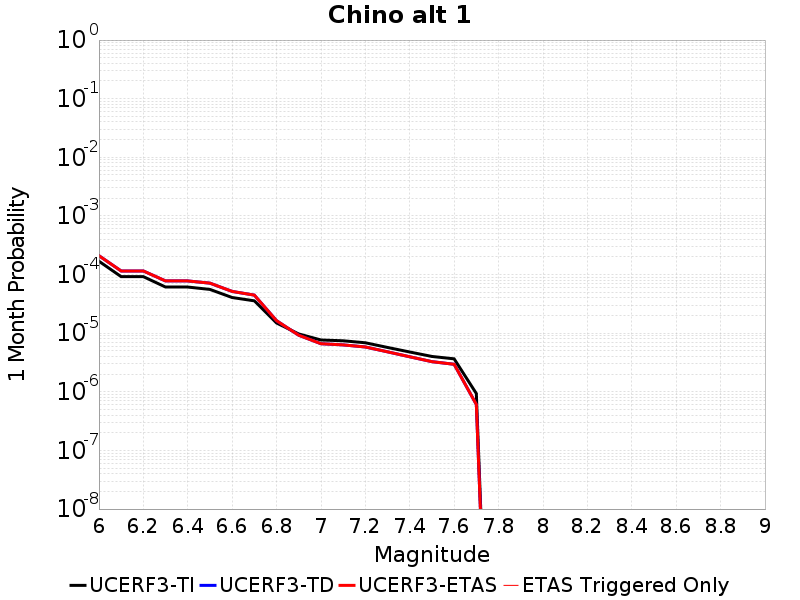 Chino alt 1
1 Month Probability
10^0
10^-1
10^-2
10^-3
10^-4
10^-5
10^-6
10^-7
10^-8
6 6.2 6.4 6.6 6.8 7 7.2 7.4 7.6 7.8 8 8.2 8.4 8.6 8.8 9
Magnitude
UCERF3-TI UCERF3-TD UCERF3-ETAS ETAS Triggered Only